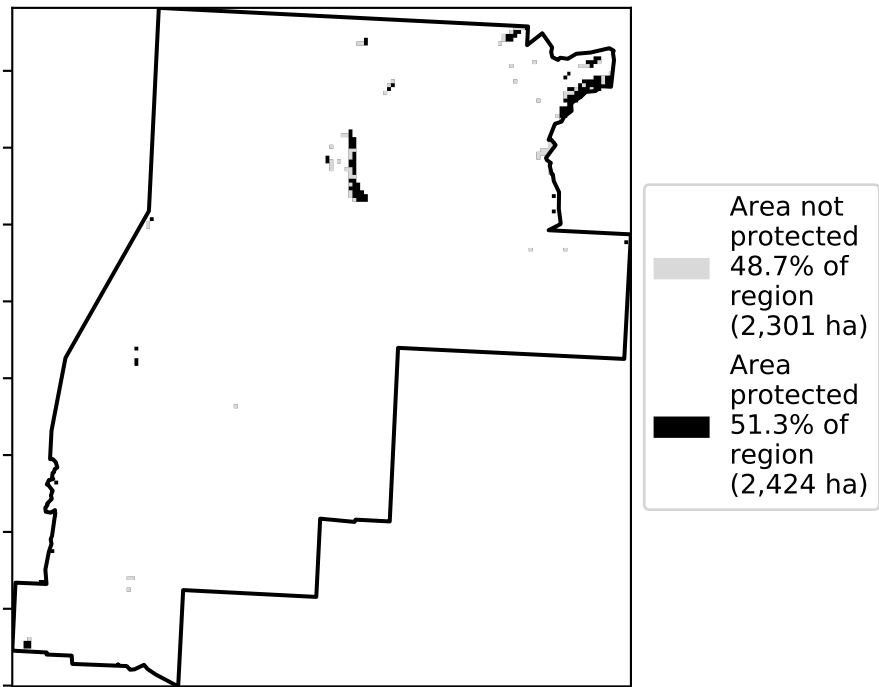 Area not
protected
48.7% of
region
(2,301 ha)
Area
protected
51.3% of
region
(2,424 ha)